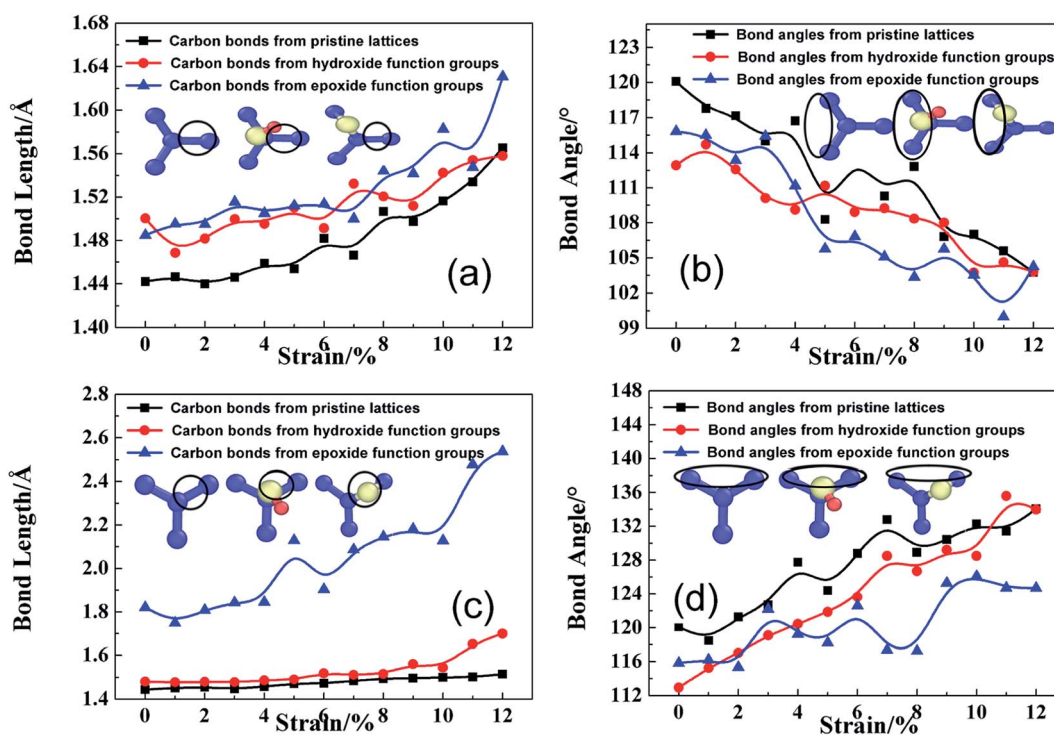 1.68
1.64
1.60
1.56
1.52
1.48
1.44
1.40
Bond Length/Å
Carbon bonds from pristine lattices
Carbon bonds from hydroxide function groups
Carbon bonds from epoxide function groups
(a)
0 2 4 6 8 10 12
Strain/%
123
120
117
114
111
108
105
102
99
Bond Angle/°
Bond angles from pristine lattices
Bond angles from hydroxide function groups
Bond angles from epoxide function groups
(b)
0 2 4 6 8 10 12
Strain/%
2.8
2.6
2.4
2.2
2.0
1.8
1.6
1.4
Bond Length/Å
Carbon bonds from pristine lattices
Carbon bonds from hydroxide function groups
Carbon bonds from epoxide function groups
(c)
0 2 4 6 8 10 12
Strain/%
148
144
140
136
132
128
124
120
116
112
Bond Angle/°
Bond angles from pristine lattices
Bond angles from hydroxide function groups
Bond angles from epoxide function groups
(d)
0 2 4 6 8 10 12
Strain/%